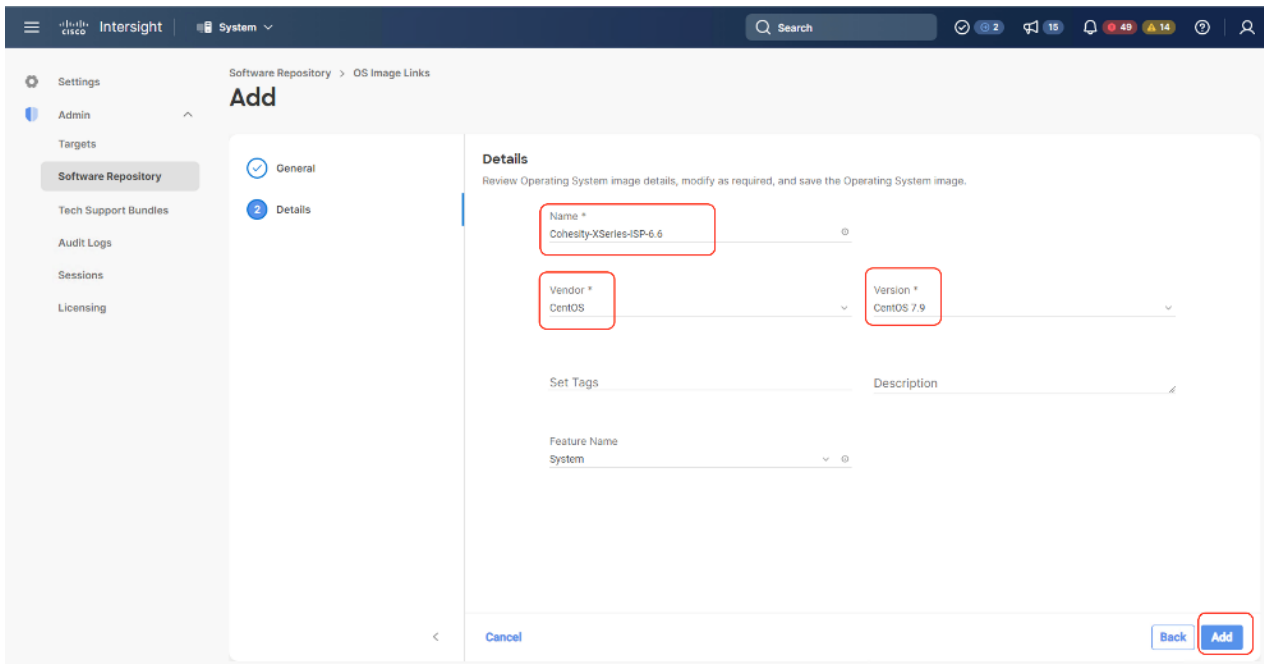 CISCO Intersight System Search 2 15 49 14
Settings
Admin
Targets
Software Repository
Tech Support Bundles
Audit Logs
Sessions
Licensing
Software Repository > OS Image Links
Add
General
2 Details
Details
Review Operating System image details, modify as required, and save the Operating System image.
Name *
Cohesity-XSeries-ISP-6.6
Vendor * Version *
CentOS CentOS 7.9
Set Tags Description
Feature Name
System
Cancel Back Add